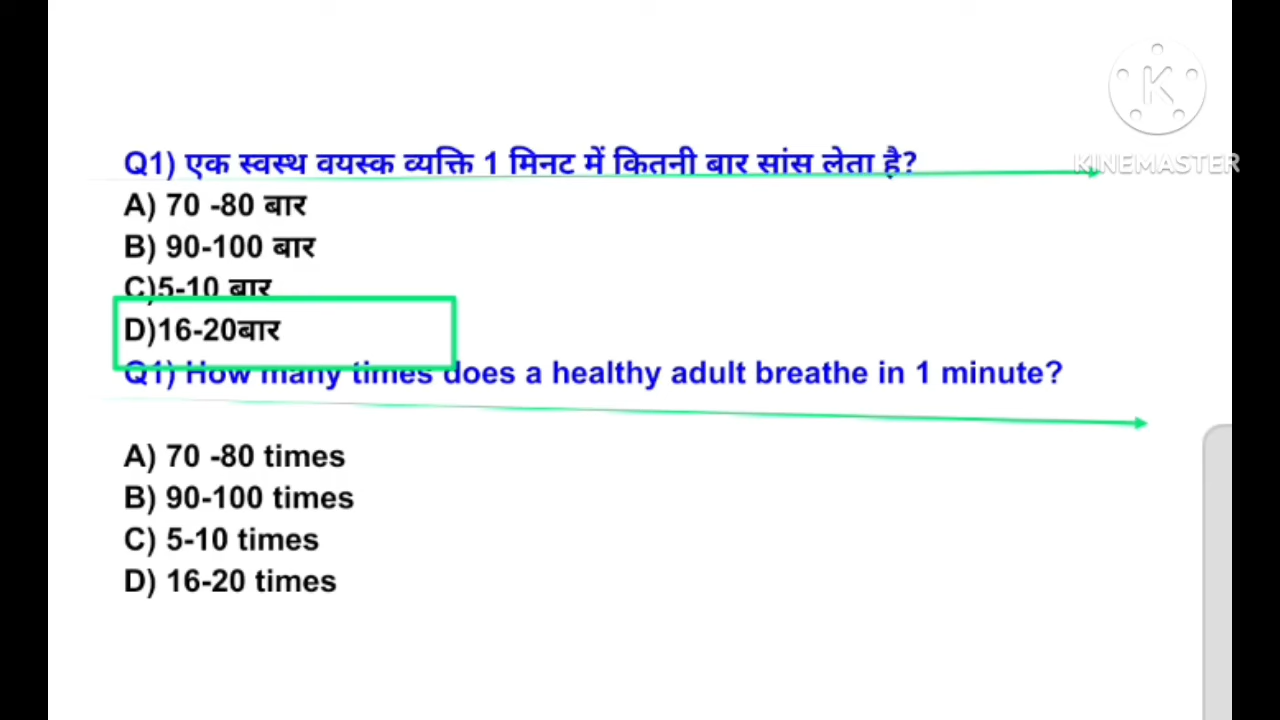 Q1) एक स्वस्थ वयस्क व्यक्ति 1 मिनट में कितनी बार सांस लेता है?
A) 70 -80 बार
B) 90-100 बार
C)5-10 बार
D)16-20बार
Q1) How many times does a healthy adult breathe in 1 minute?
A) 70 -80 times
B) 90-100 times
C) 5-10 times
D) 16-20 times
K
KINEMASTER